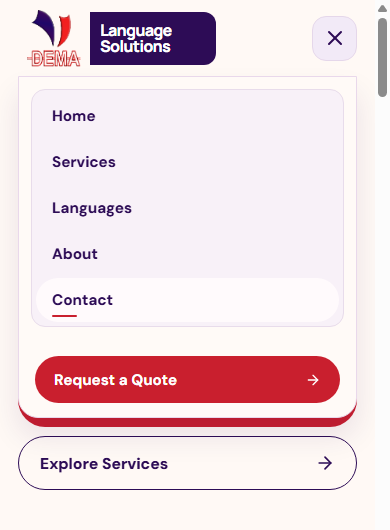 DEMA
Language
Solutions
Home
Services
Languages
About
Contact
Request a Quote
Explore Services